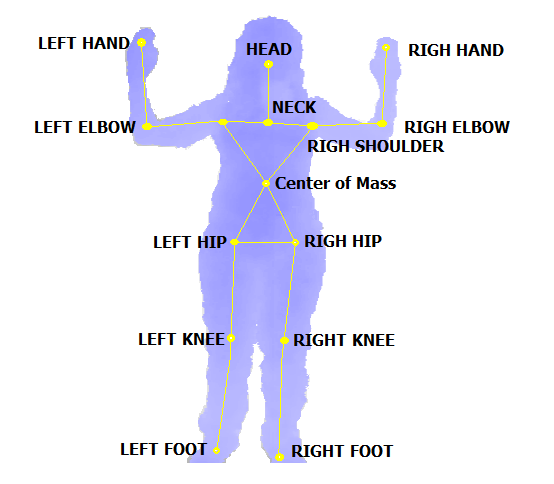 LEFT HAND
HEAD
RIGH HAND
NECK
LEFT ELBOW
RIGH ELBOW
RIGH SHOULDER
Center of Mass
LEFT HIP
RIGH HIP
LEFT KNEE
RIGHT KNEE
LEFT FOOT
RIGHT FOOT